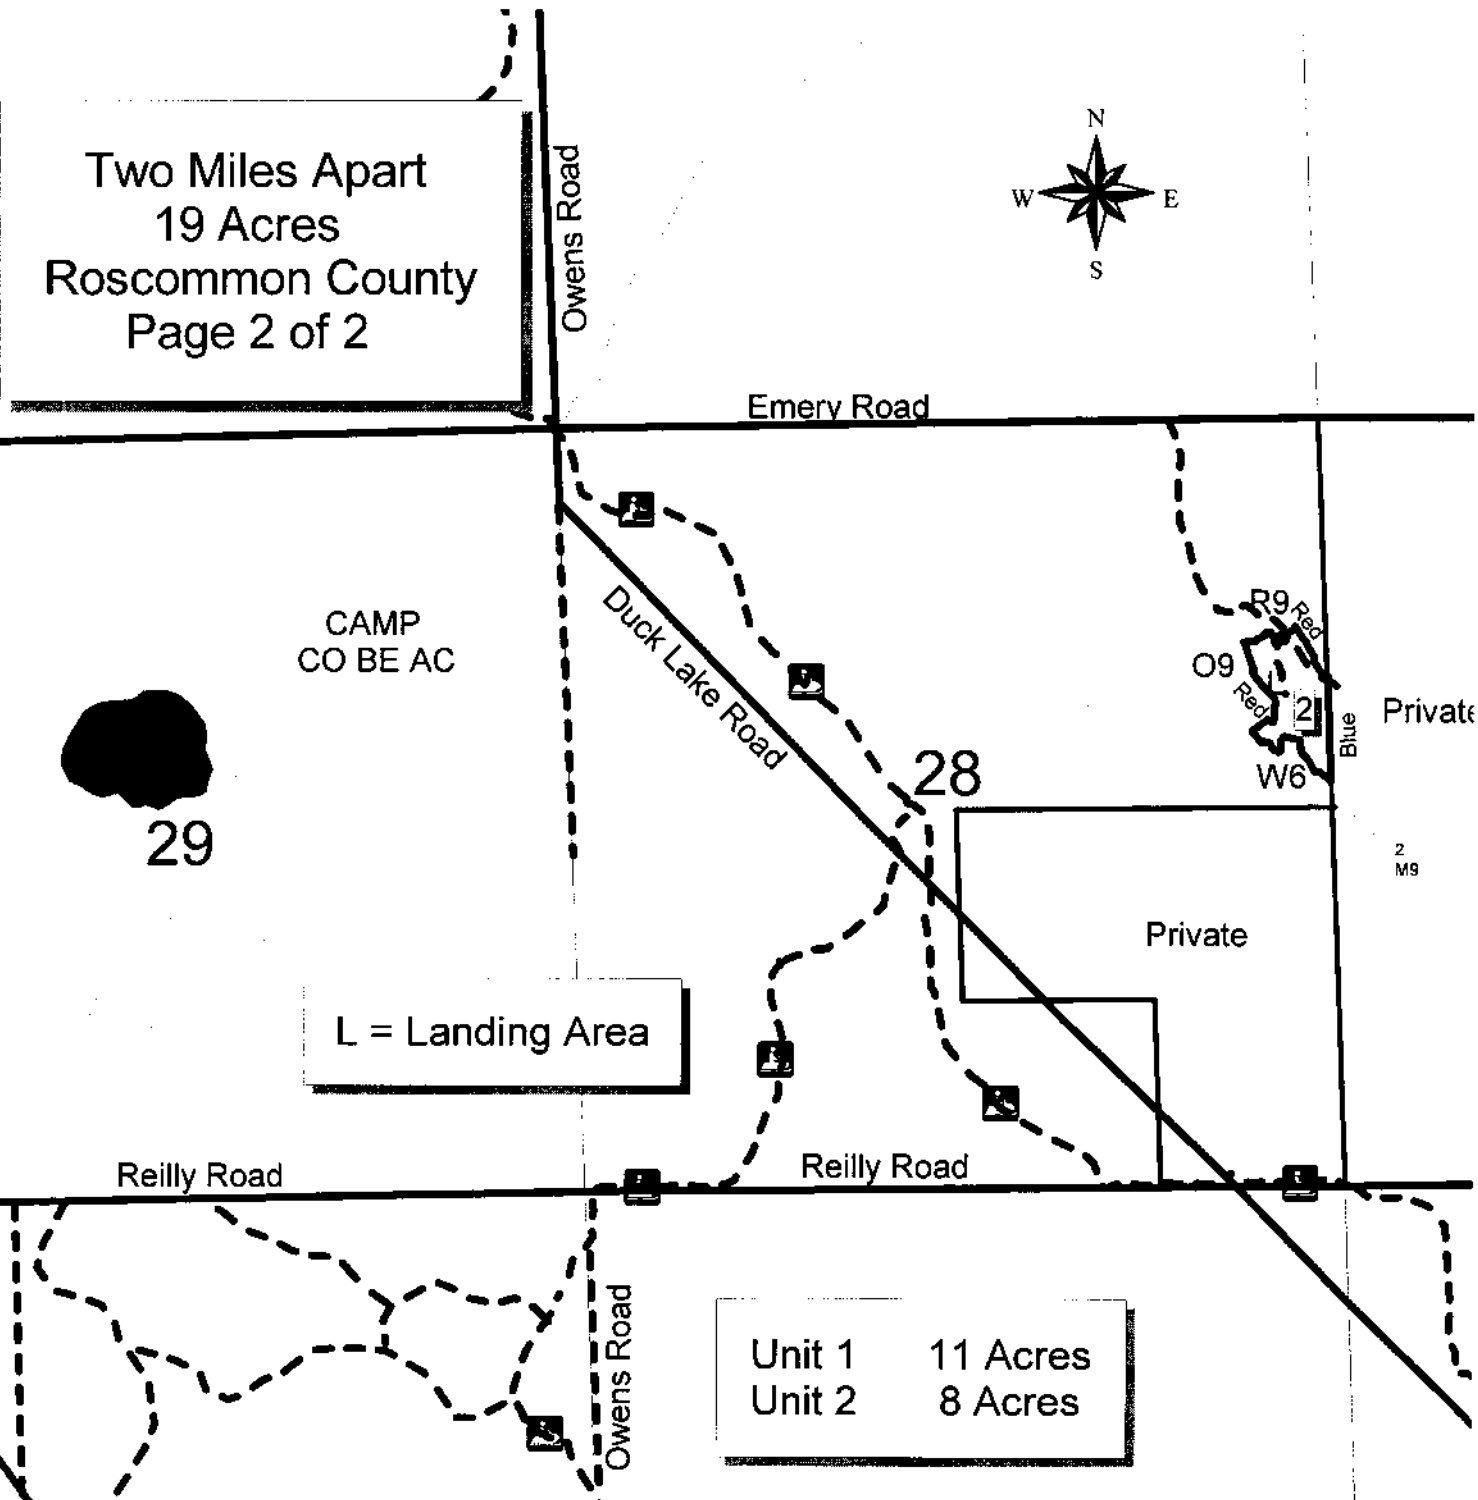 Two Miles Apart
19 Acres
Roscommon County
Page 2 of 2
Owens Road
N
W
E
S
Emery Road
CAMP
CO BE AC
29
Duck Lake Road
28
R9
Red
O9
Red
2
W6
Blue
Private
2
M9
Private
L = Landing Area
Reilly Road
Reilly Road
Owens Road
Unit 1 11 Acres
Unit 2 8 Acres